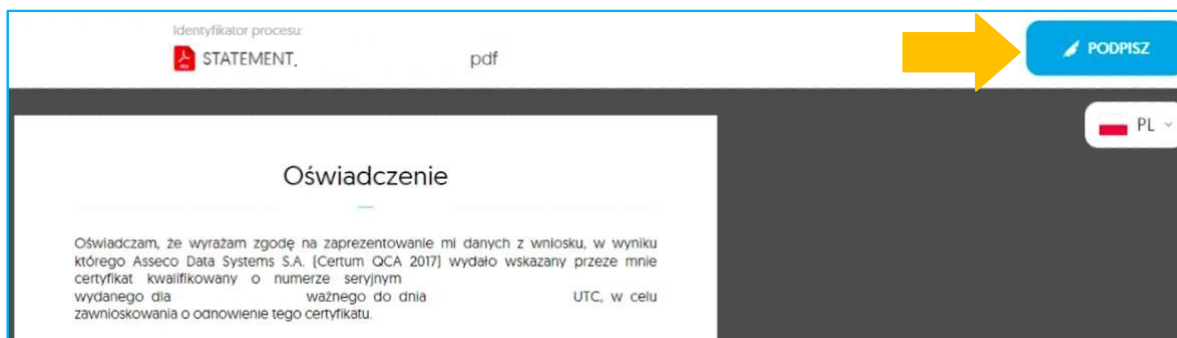 Identyfikator procesu:
STATEMENT. pdf
PODPISZ
PL
Oświadczenie
Oświadczam, że wyrażam zgodę na zaprezentowanie mi danych z wniosku, w wyniku
którego Asseco Data Systems S.A. (Certum QCA 2017) wydało wskazany przeze mnie
certyfikat kwalifikowany o numerze seryjnym
wydanego dla ważnego do dnia UTC, w celu
zawnioskowania o odnowienie tego certyfikatu.